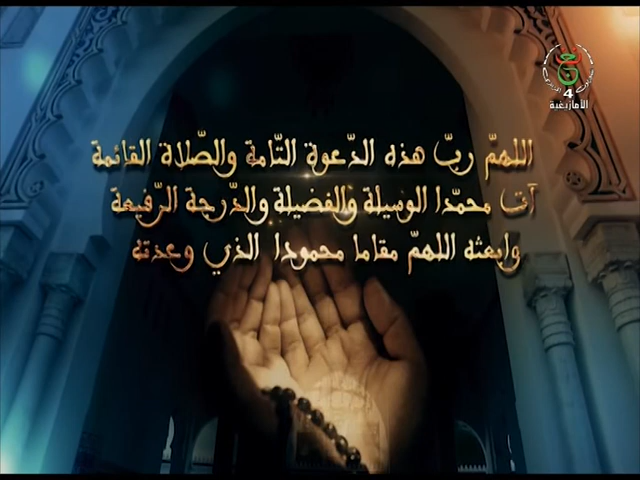 4
الأمازيغية
اللهمّ ربّ هذه الدّعوة التّامة والصّلاة القائمة
آت محمّدا الوسيلة والفضيلة والدّرجة الرّفيعة
وابعثه اللهمّ مقاما محمودا الذي وعدته